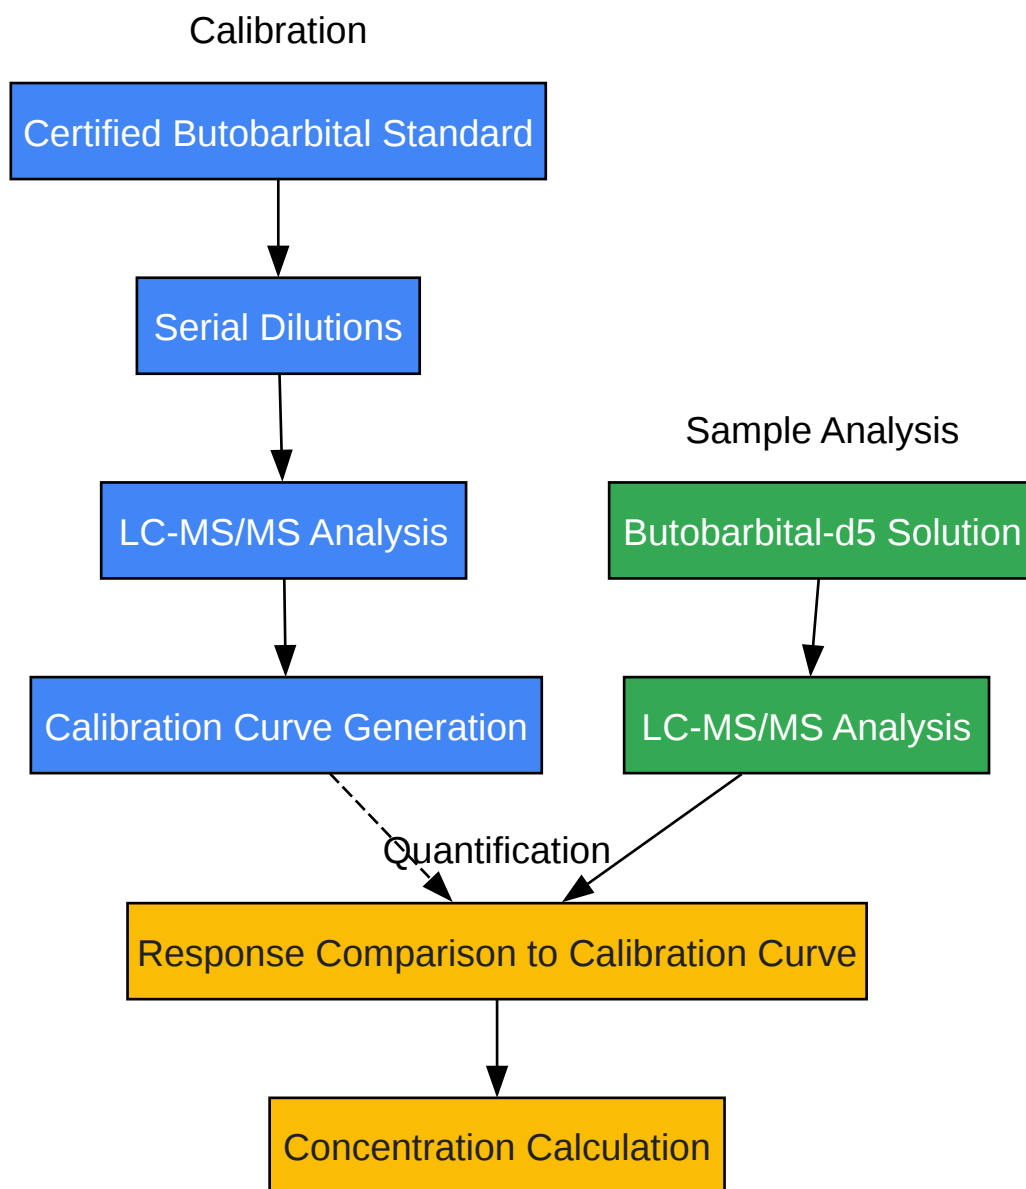 Calibration
Certified Butobarbital Standard
Serial Dilutions
LC-MS/MS Analysis
Calibration Curve Generation
Sample Analysis
Butobarbital-d5 Solution
LC-MS/MS Analysis
Quantification
Response Comparison to Calibration Curve
Concentration Calculation